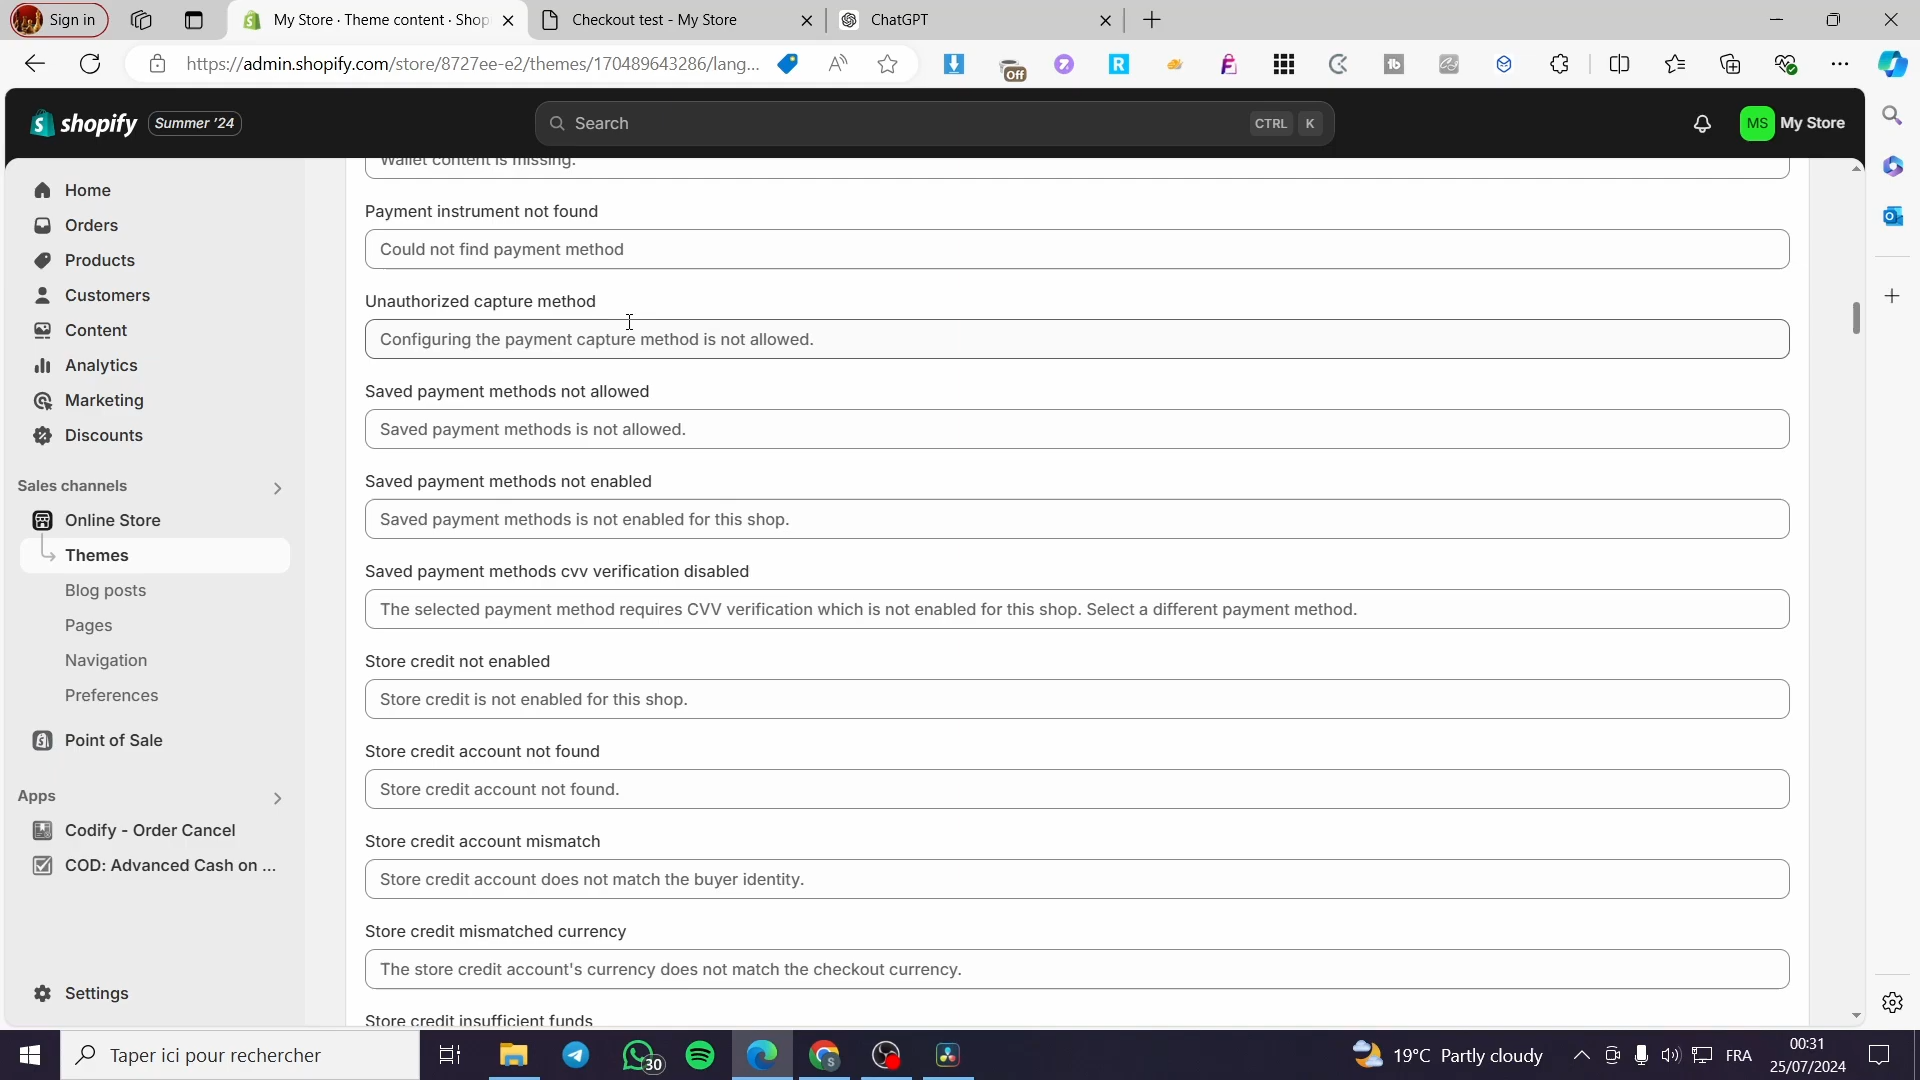 Sign in
My Store · Theme content · Shop
Checkout test - My Store
ChatGPT
https://admin.shopify.com/store/8727ee-e2/themes/170489643286/lang...
Off
shopify
Summer '24
Search
CTRL K
MS
My Store
Home
Orders
Products
Customers
Content
Analytics
Marketing
Discounts
Sales channels
Online Store
Themes
Blog posts
Pages
Navigation
Preferences
Point of Sale
Apps
Codify - Order Cancel
COD: Advanced Cash on ...
Settings
Wallet content is missing.
Payment instrument not found
Could not find payment method
Unauthorized capture method
Configuring the payment capture method is not allowed.
Saved payment methods not allowed
Saved payment methods is not allowed.
Saved payment methods not enabled
Saved payment methods is not enabled for this shop.
Saved payment methods cvv verification disabled
The selected payment method requires CVV verification which is not enabled for this shop. Select a different payment method.
Store credit not enabled
Store credit is not enabled for this shop.
Store credit account not found
Store credit account not found.
Store credit account mismatch
Store credit account does not match the buyer identity.
Store credit mismatched currency
The store credit account's currency does not match the checkout currency.
Store credit insufficient funds
Taper ici pour rechercher
30
19°C Partly cloudy
FRA
00:31
25/07/2024